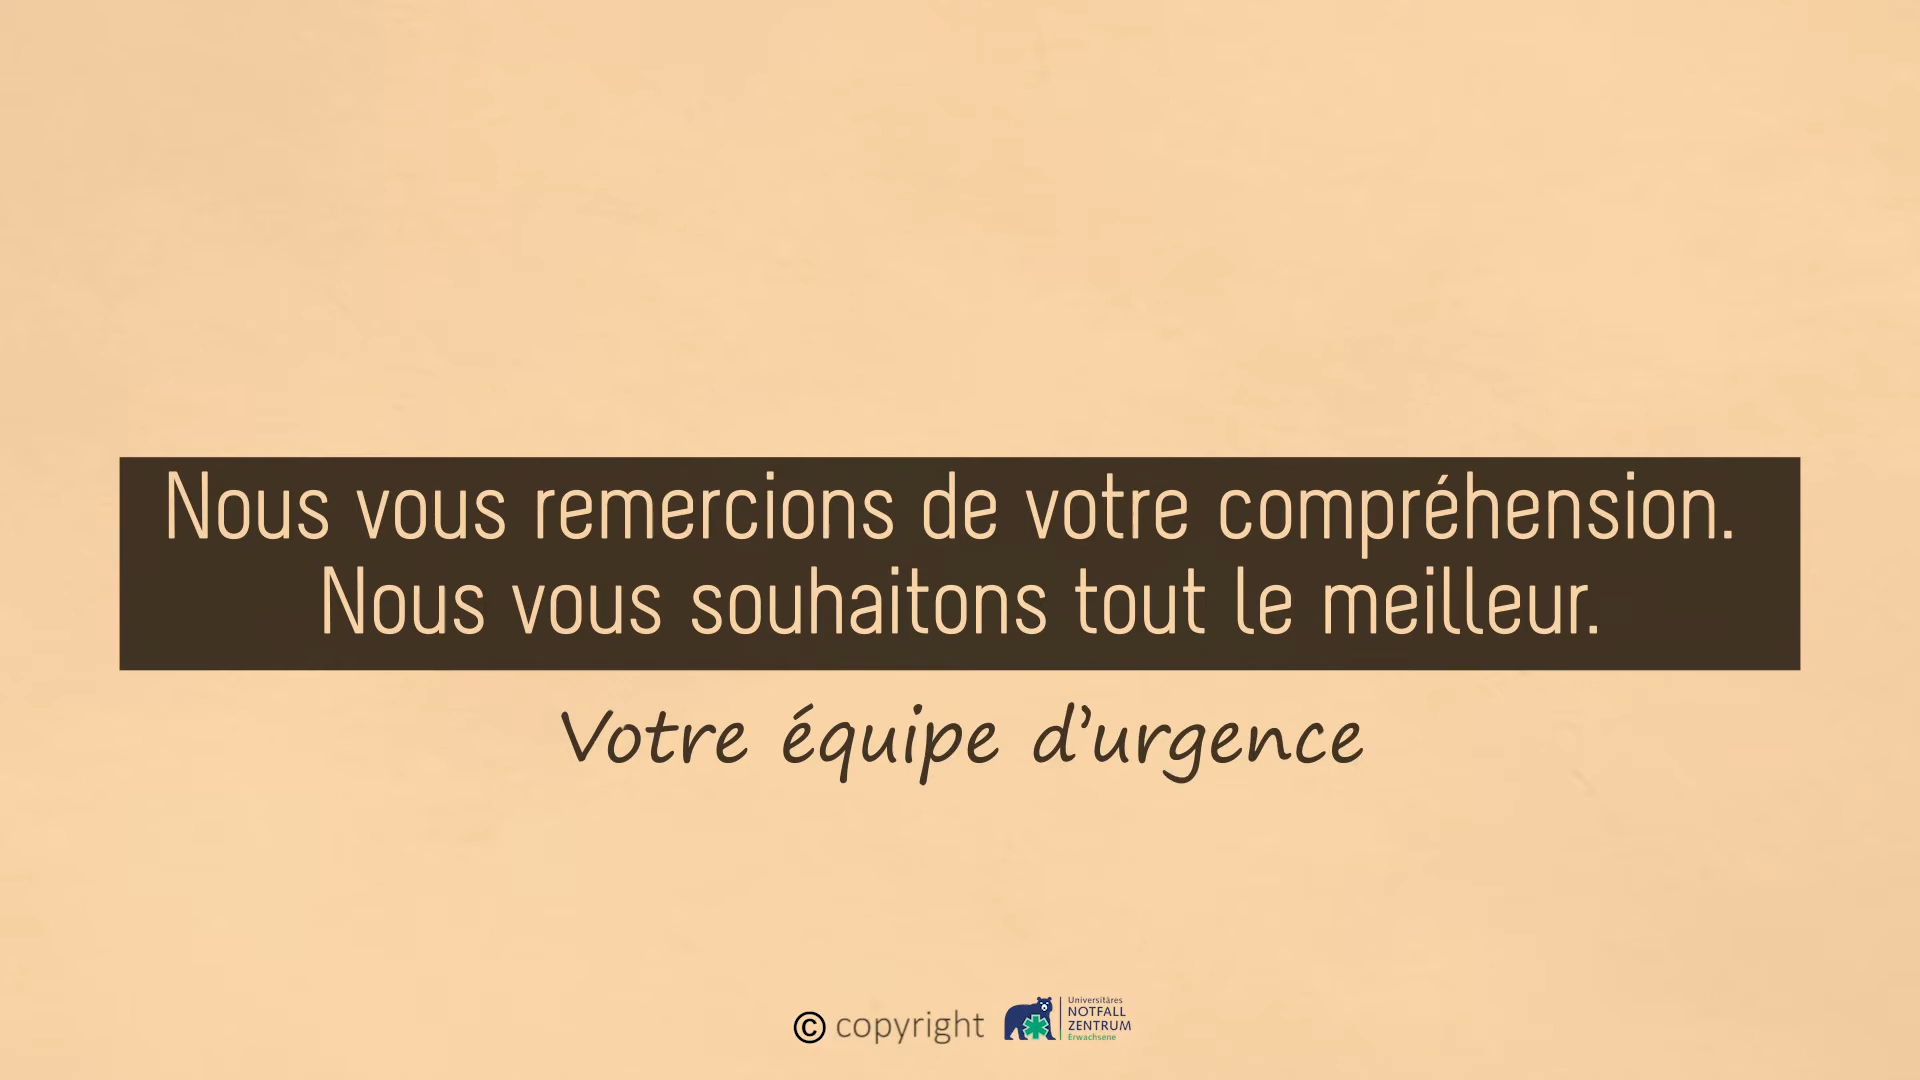 Nous vous remercions de votre compréhension.
Nous vous souhaitons tout le meilleur.
Votre équipe d’urgence
© copyright
Universitäres
NOTFALL
ZENTRUM
Erwachsene